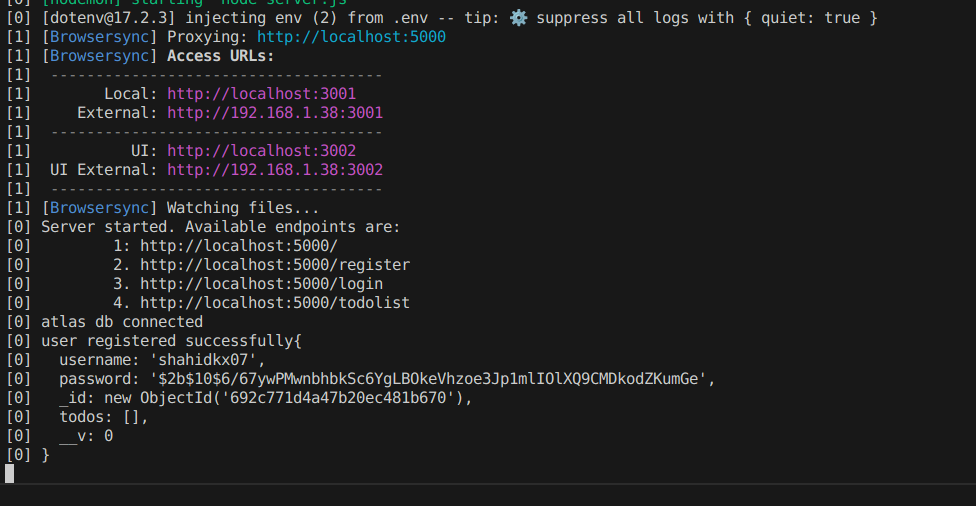 [0] [nodemon] starting `node server.js`
[0] [dotenv@17.2.3] injecting env (2) from .env -- tip: ⚙️ suppress all logs with { quiet: true }
[1] [Browsersync] Proxying: http://localhost:5000
[1] [Browsersync] Access URLs:
[1]  -------------------------------------
[1]        Local: http://localhost:3001
[1]     External: http://192.168.1.38:3001
[1]  -------------------------------------
[1]           UI: http://localhost:3002
[1]  UI External: http://192.168.1.38:3002
[1]  -------------------------------------
[1] [Browsersync] Watching files...
[0] Server started. Available endpoints are:
[0]         1: http://localhost:5000/
[0]         2. http://localhost:5000/register
[0]         3. http://localhost:5000/login
[0]         4. http://localhost:5000/todolist
[0] atlas db connected
[0] user registered successfully{
[0]   username: 'shahidkx07',
[0]   password: '$2b$10$6/67ywPMwnbhbkSc6YgLBOkeVhzoe3Jp1mlIOlXQ9CMDkodZKumGe',
[0]   _id: new ObjectId('692c771d4a47b20ec481b670'),
[0]   todos: [],
[0]   __v: 0
[0] }